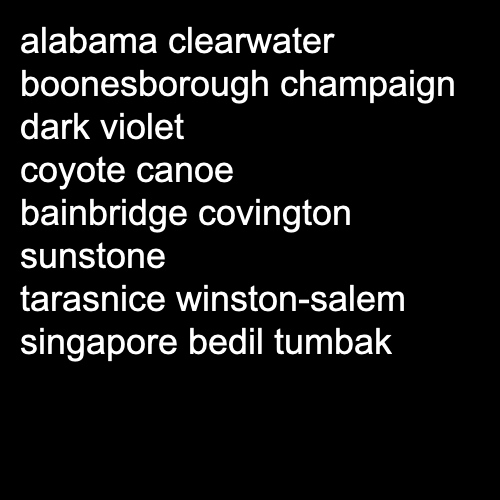 alabama clearwater
boonesborough champaign
dark violet
coyote canoe
bainbridge covington
sunstone
tarasnice winston-salem
singapore bedil tumbak